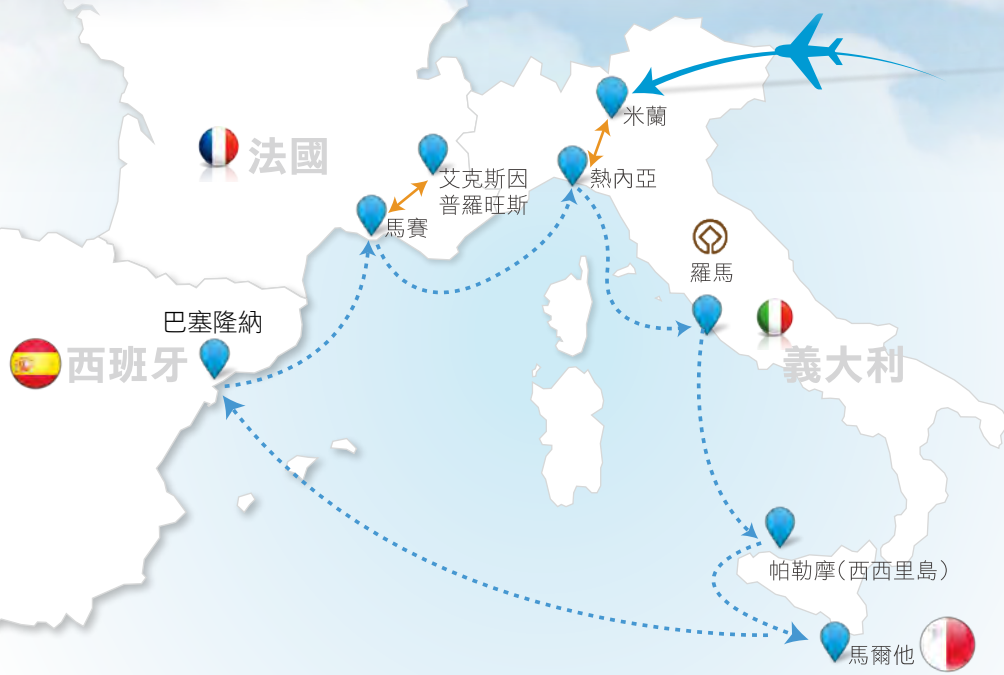 米蘭
法國
艾克斯因
普羅旺斯
熱內亞
馬賽
羅馬
巴塞隆納
西班牙
義大利
帕勒摩(西西里島)
馬爾他